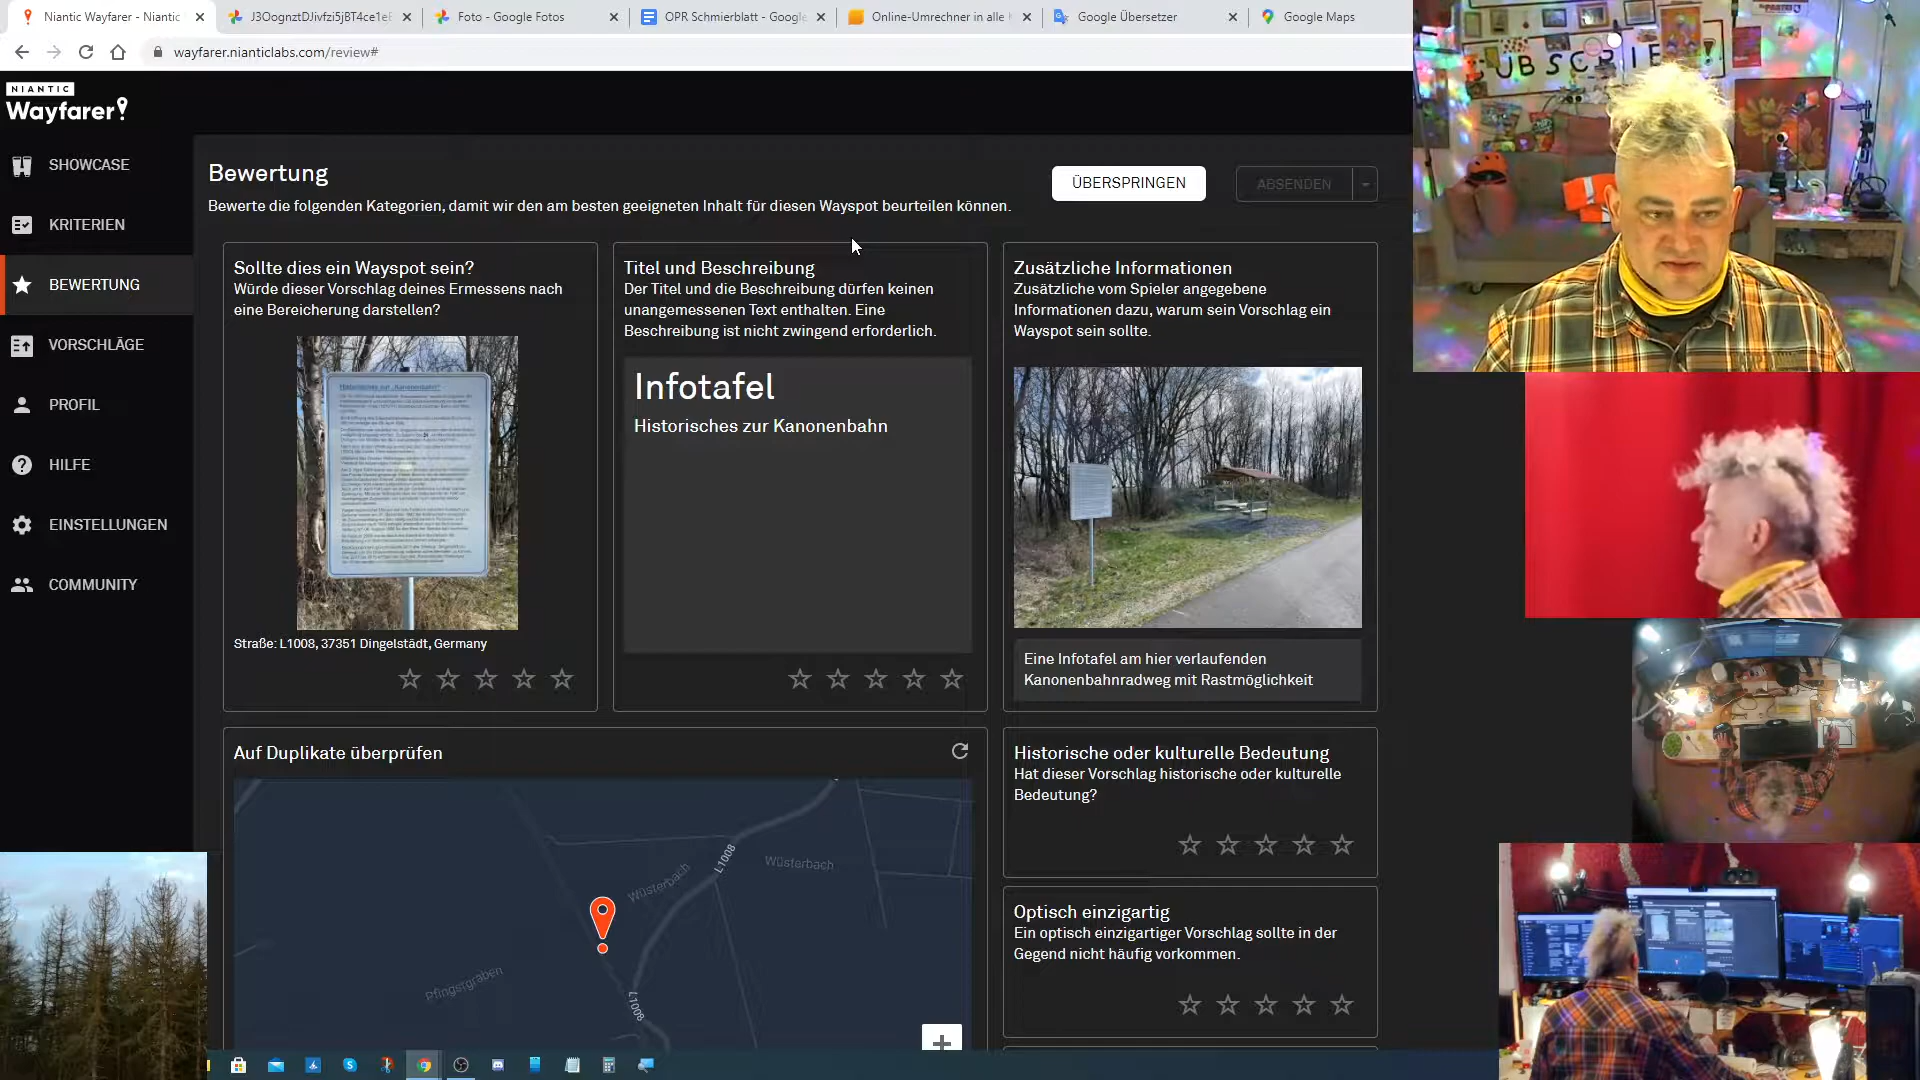 Niantic Wayfarer - Niantic
J3OognztDJivfzi5jBT4ce1e
Foto - Google Fotos
OPR Schmierblatt - Google
Online-Umrechner in alle
Google Übersetzer
Google Maps
wayfarer.nianticlabs.com/review#
NIANTIC
Wayfarer
SHOWCASE
KRITERIEN
BEWERTUNG
VORSCHLÄGE
PROFIL
HILFE
EINSTELLUNGEN
COMMUNITY
Bewertung
Bewerte die folgenden Kategorien, damit wir den am besten geeigneten Inhalt für diesen Wayspot beurteilen können.
ÜBERSPRINGEN
ABSENDEN
Sollte dies ein Wayspot sein?
Würde dieser Vorschlag deines Ermessens nach
eine Bereicherung darstellen?
Historisches zur „Kanonenbahn"
Straße: L1008, 37351 Dingelstädt, Germany
Titel und Beschreibung
Der Titel und die Beschreibung dürfen keinen
unangemessenen Text enthalten. Eine
Beschreibung ist nicht zwingend erforderlich.
Infotafel
Historisches zur Kanonenbahn
Zusätzliche Informationen
Zusätzliche vom Spieler angegebene
Informationen dazu, warum sein Vorschlag ein
Wayspot sein sollte.
Eine Infotafel am hier verlaufenden
Kanonenbahnradweg mit Rastmöglichkeit
Auf Duplikate überprüfen
L1008
Wüsterbach
Wüsterbach
Pfingstgraben
L1008
+
Historische oder kulturelle Bedeutung
Hat dieser Vorschlag historische oder kulturelle
Bedeutung?
Optisch einzigartig
Ein optisch einzigartiger Vorschlag sollte in der
Gegend nicht häufig vorkommen.